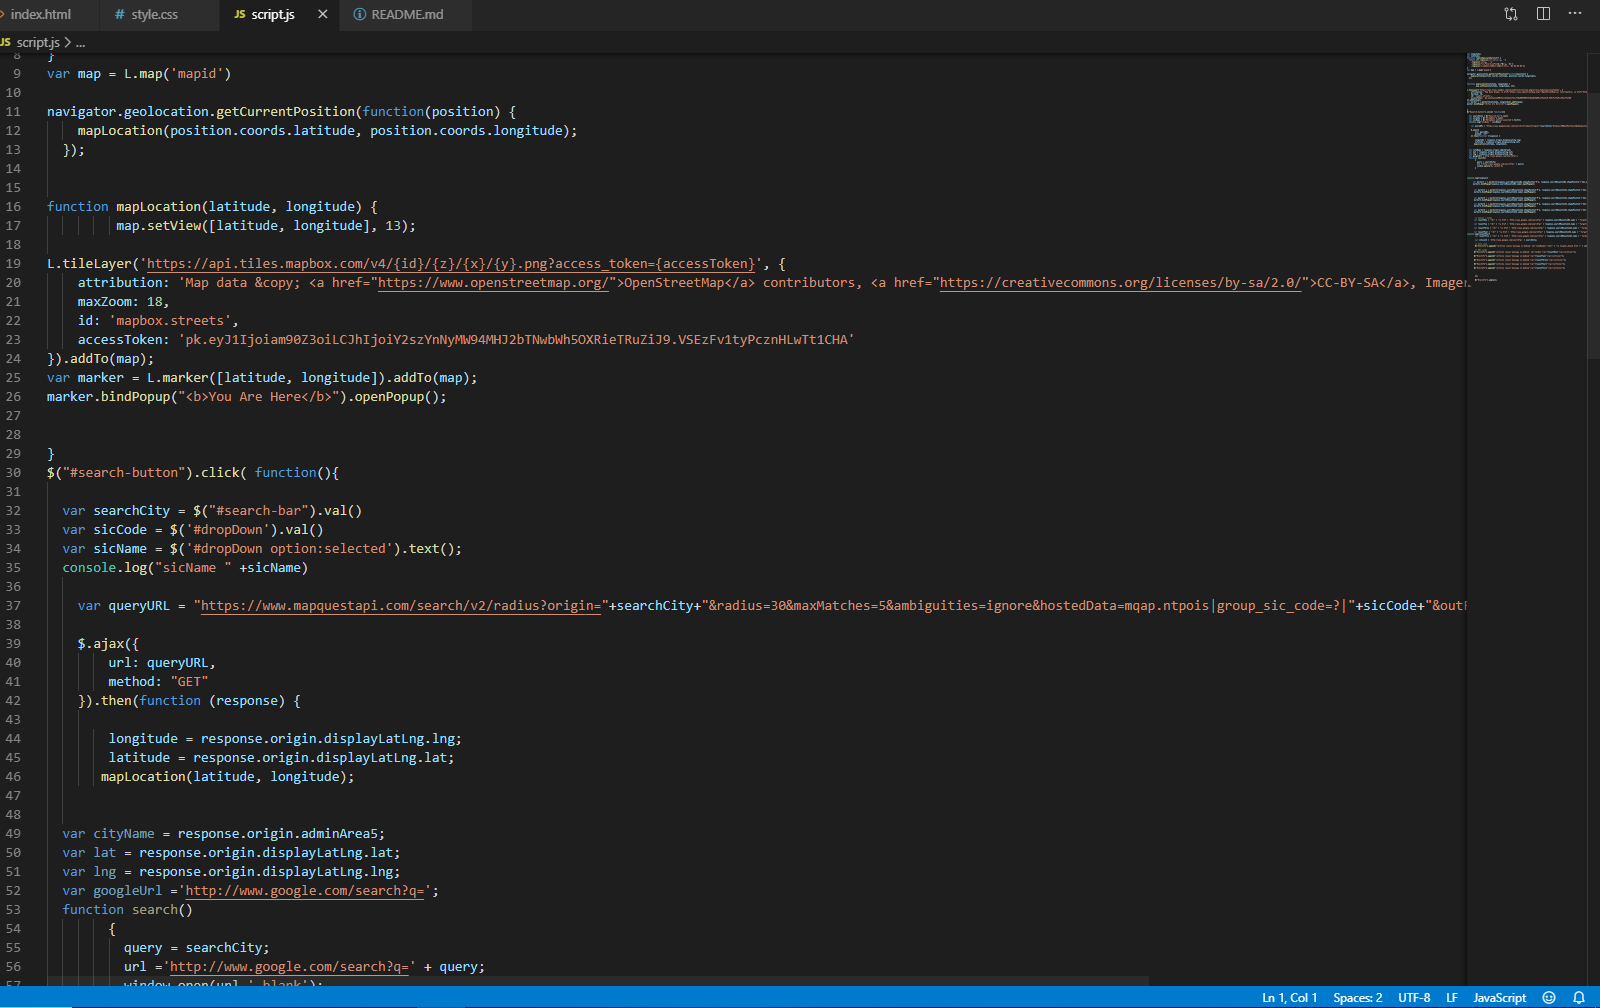 index.html
# style.css
JS script.js ×
README.md
JS script.js > ...
8 }
9 var map = L.map('mapid')
10
11 navigator.geolocation.getCurrentPosition(function(position) {
12 mapLocation(position.coords.latitude, position.coords.longitude);
13 });
14
15
16 function mapLocation(latitude, longitude) {
17 map.setView([latitude, longitude], 13);
18
19 L.tileLayer('https://api.tiles.mapbox.com/v4/{id}/{z}/{x}/{y}.png?access_token={accessToken}', {
20 attribution: 'Map data &copy; <a href="https://www.openstreetmap.org/">OpenStreetMap</a> contributors, <a href="https://creativecommons.org/licenses/by-sa/2.0/">CC-BY-SA</a>, Imager
21 maxZoom: 18,
22 id: 'mapbox.streets',
23 accessToken: 'pk.eyJ1Ijoiam90Z3oiLCJhIjoiY2szYnNyMW94MHJ2bTNwbWh5OXRieTRuZiJ9.VSEzFv1tyPcznHLwTt1CHA'
24 }).addTo(map);
25 var marker = L.marker([latitude, longitude]).addTo(map);
26 marker.bindPopup("<b>You Are Here</b>").openPopup();
27
28
29 }
30 $("#search-button").click( function(){
31
32 var searchCity = $("#search-bar").val()
33 var sicCode = $('#dropDown').val()
34 var sicName = $('#dropDown option:selected').text();
35 console.log("sicName " +sicName)
36
37 var queryURL = "https://www.mapquestapi.com/search/v2/radius?origin="+searchCity+"&radius=30&maxMatches=5&ambiguities=ignore&hostedData=mqap.ntpois|group_sic_code=?|"+sicCode+"&outF
38
39 $.ajax({
40 url: queryURL,
41 method: "GET"
42 }).then(function (response) {
43
44 longitude = response.origin.displayLatLng.lng;
45 latitude = response.origin.displayLatLng.lat;
46 mapLocation(latitude, longitude);
47
48
49 var cityName = response.origin.adminArea5;
50 var lat = response.origin.displayLatLng.lat;
51 var lng = response.origin.displayLatLng.lng;
52 var googleUrl ='http://www.google.com/search?q=';
53 function search()
54 {
55 query = searchCity;
56 url ='http://www.google.com/search?q=' + query;
57 window.open(url,'_blank');
Ln 1, Col 1 Spaces: 2 UTF-8 LF JavaScript